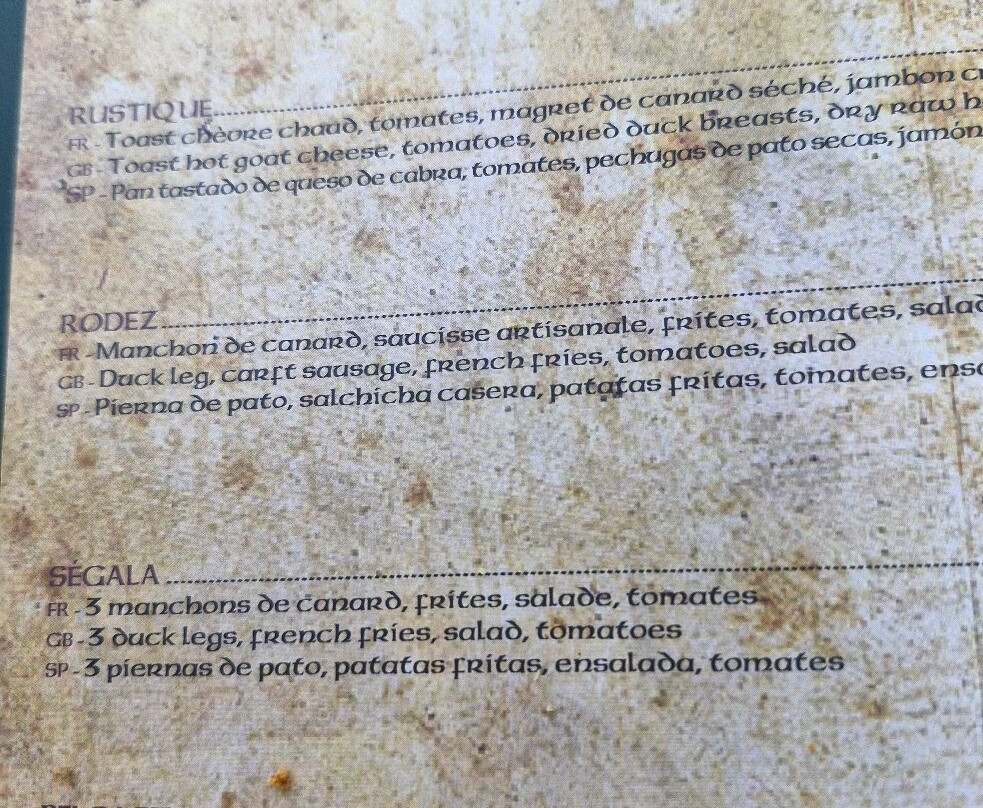 RUSTIQUE
FR - Toast chèvre chaud, tomates, magret de canard séché, jambon
GB - Toast hot goat cheese, tomatoes, dried duck breasts, dry raw
SP - Pan tastado de queso de cabra, tomates, pechugas de pato secas, jamón
RODEZ
FR - Manchon de canard, saucisse artisanale, frites, tomates,
GB - Duck leg, carft sausage, french fries, tomatoes, salad
SP - Pierna de pato, salchicha casera, patatas fritas, tomates,
SÉGALA
FR - 3 manchons de canard, frites, salade, tomates
GB - 3 duck legs, french fries, salad, tomatoes
SP - 3 piernas de pato, patatas fritas, ensalada, tomates